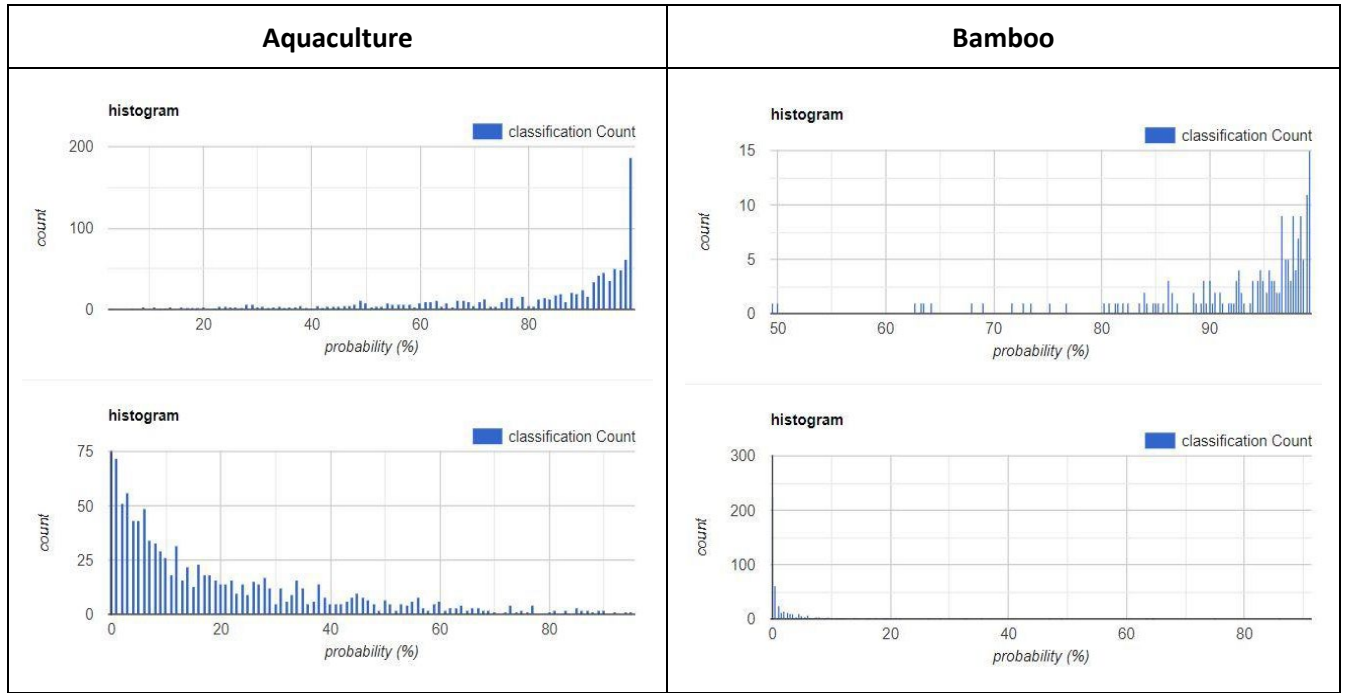 Aquaculture
Bamboo
histogram
classification Count
200
100
0
20
40
60
80
count
probability (%)
histogram
classification Count
15
10
5
0
50
60
70
80
90
count
probability (%)
histogram
classification Count
75
50
25
0
0
20
40
60
80
count
probability (%)
histogram
classification Count
300
200
100
0
0
20
40
60
80
count
probability (%)